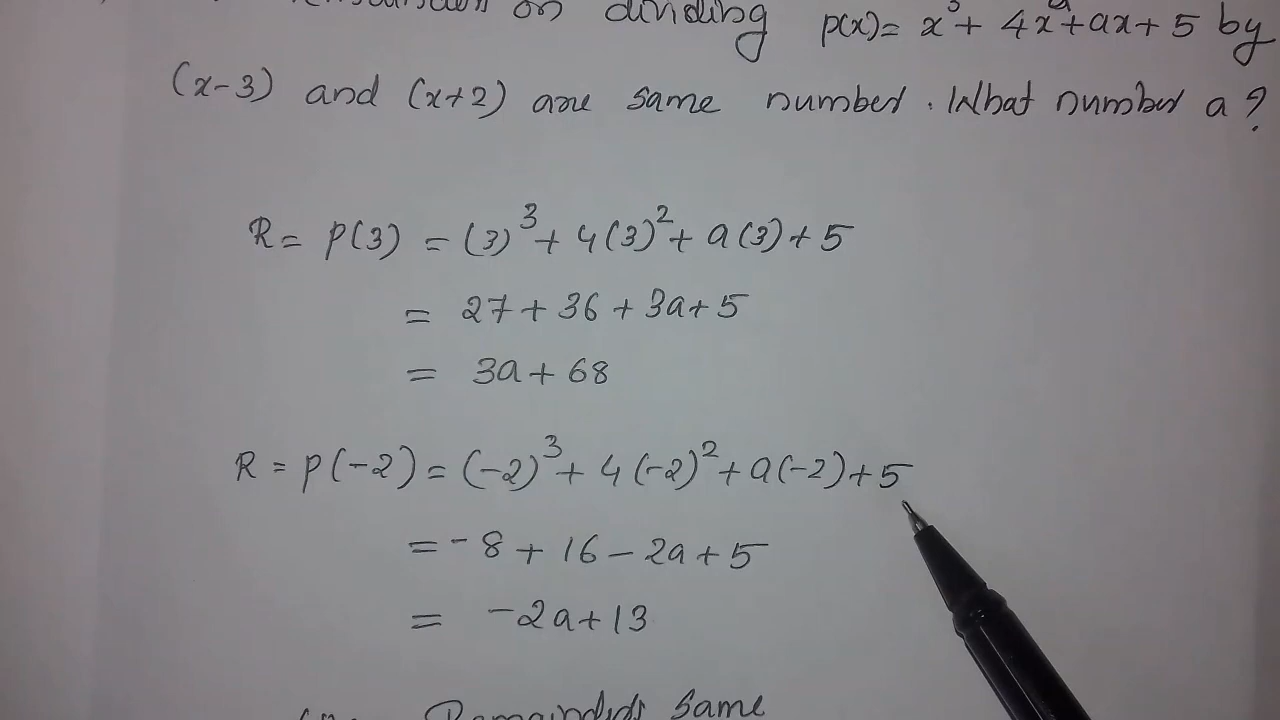 on dividing p(x)= x³+ 4x²+ax+5 by
(x-3) and (x+2) are same number. What number a?
R= p(3) = (3)³+ 4(3)²+ a(3)+5
= 27+36+3a+5
= 3a+68
R = p(-2) = (-2)³+ 4(-2)²+a(-2)+5
=-8+16-2a+5
= -2a+13
same